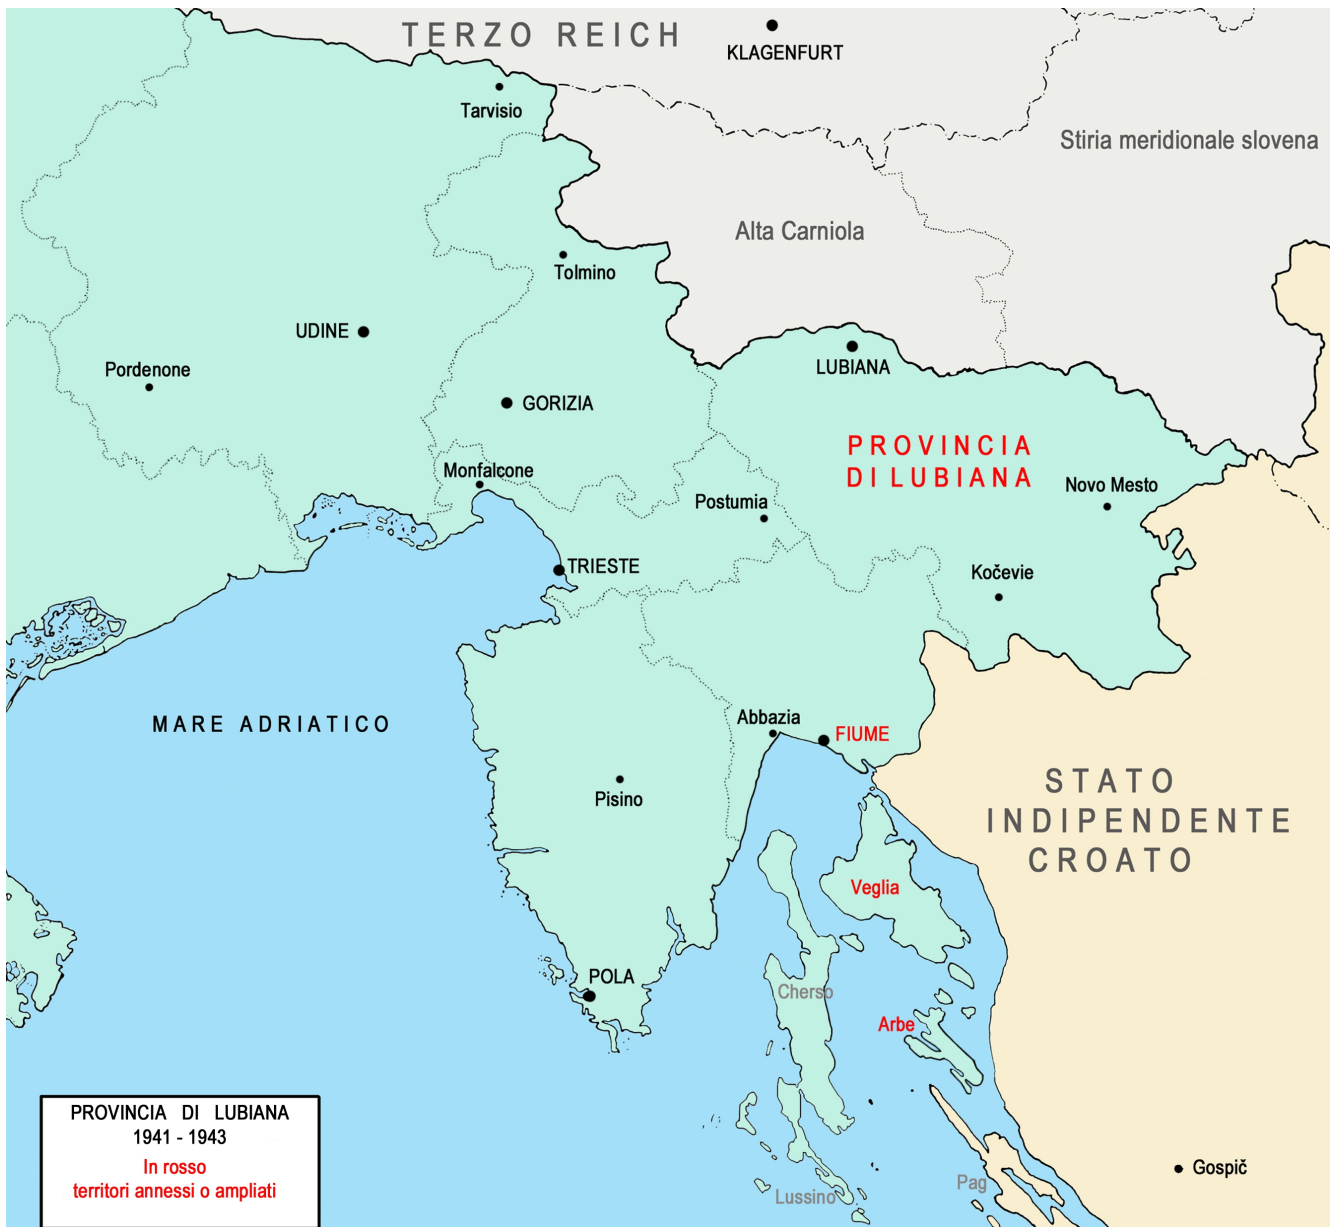 TERZO REICH
KLAGENFURT
Tarvisio
Stiria meridionale slovena
Alta Carniola
Tolmino
UDINE
Pordenone
LUBIANA
GORIZIA
PROVINCIA
DI LUBIANA
Monfalcone
Postumia
Novo Mesto
TRIESTE
Kočevie
MARE ADRIATICO
Abbazia
FIUME
Pisino
STATO
INDIPENDENTE
CROATO
Veglia
POLA
Cherso
Arbe
PROVINCIA DI LUBIANA
1941 - 1943
In rosso
territori annessi o ampliati
Lussino
Pag
Gospič